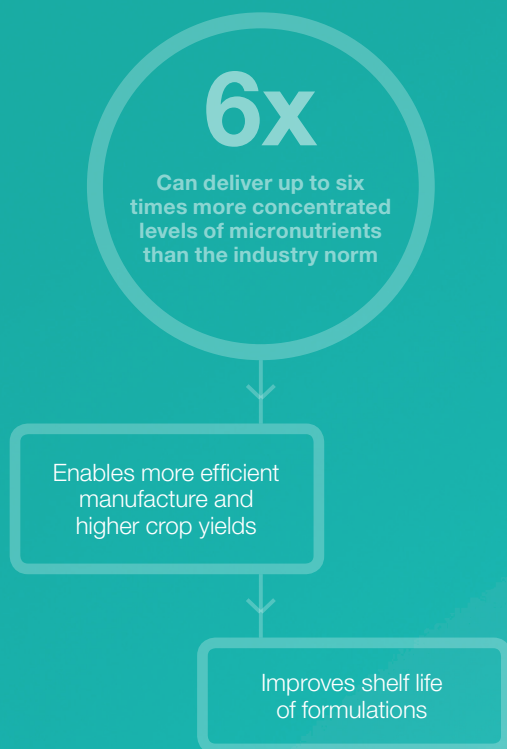 6x
Can deliver up to six
times more concentrated
levels of micronutrients
than the industry norm
Enables more efficient
manufacture and
higher crop yields
Improves shelf life
of formulations